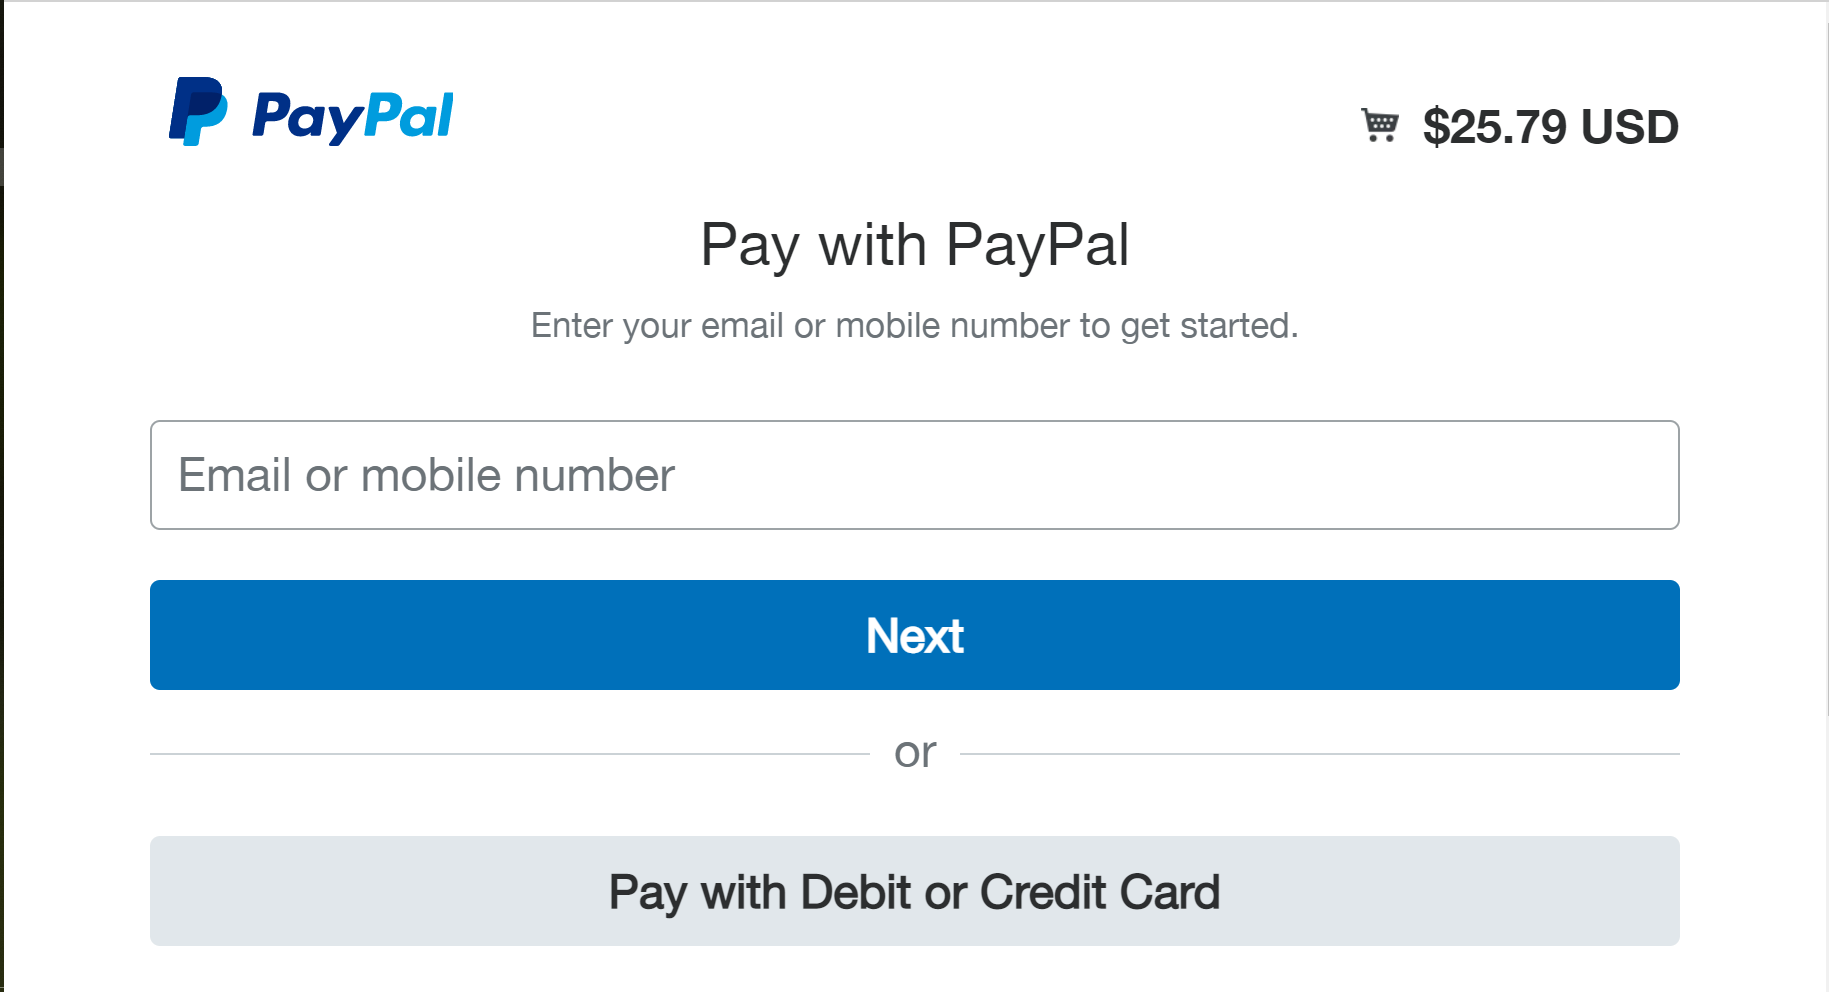 PayPal
$25.79 USD
Pay with PayPal
Enter your email or mobile number to get started.
Email or mobile number
Next
or
Pay with Debit or Credit Card